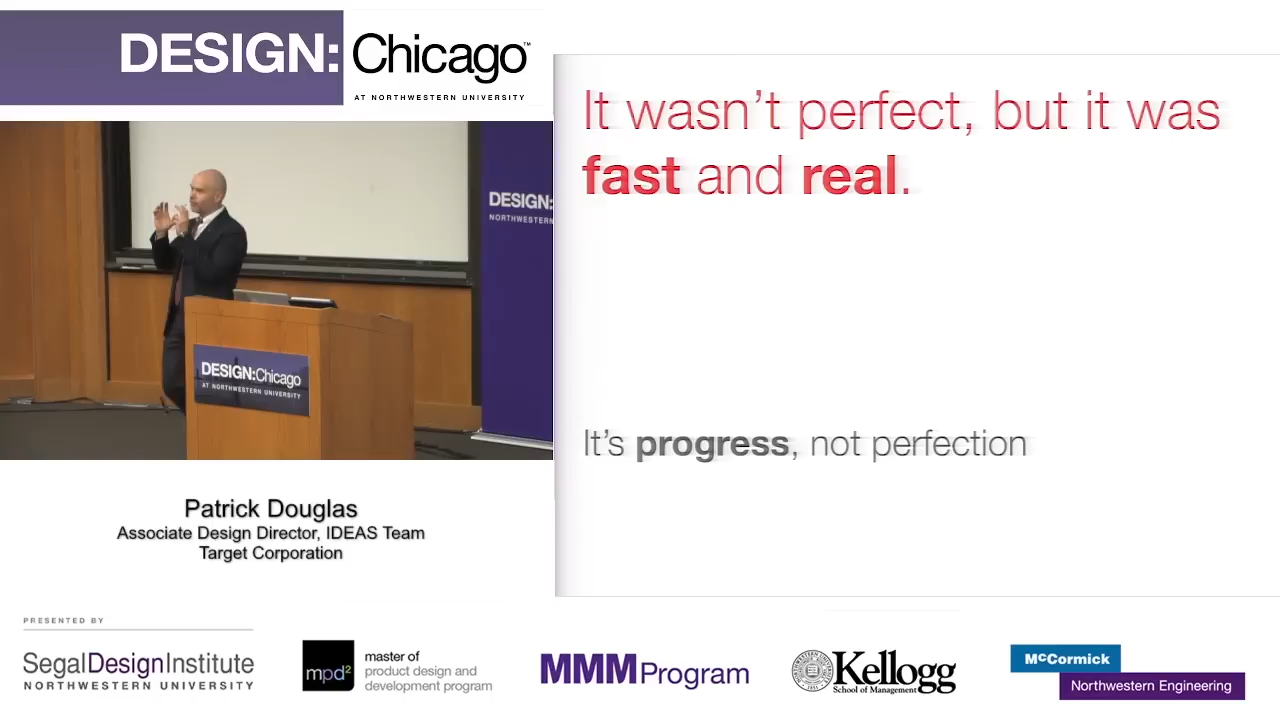 DESIGN:Chicago™
AT NORTHWESTERN UNIVERSITY
It wasn't perfect, but it was
fast and real.
It's progress, not perfection
DESIGN:
NORTHWESTERN
DESIGN:Chicago
AT NORTHWESTERN UNIVERSITY
Patrick Douglas
Associate Design Director, IDEAS Team
Target Corporation
PRESENTED BY
SegalDesignInstitute
NORTHWESTERN UNIVERSITY
mpd²
master of
product design and
development program
MMM Program
Kellogg
School of Management
McCormick
Northwestern Engineering